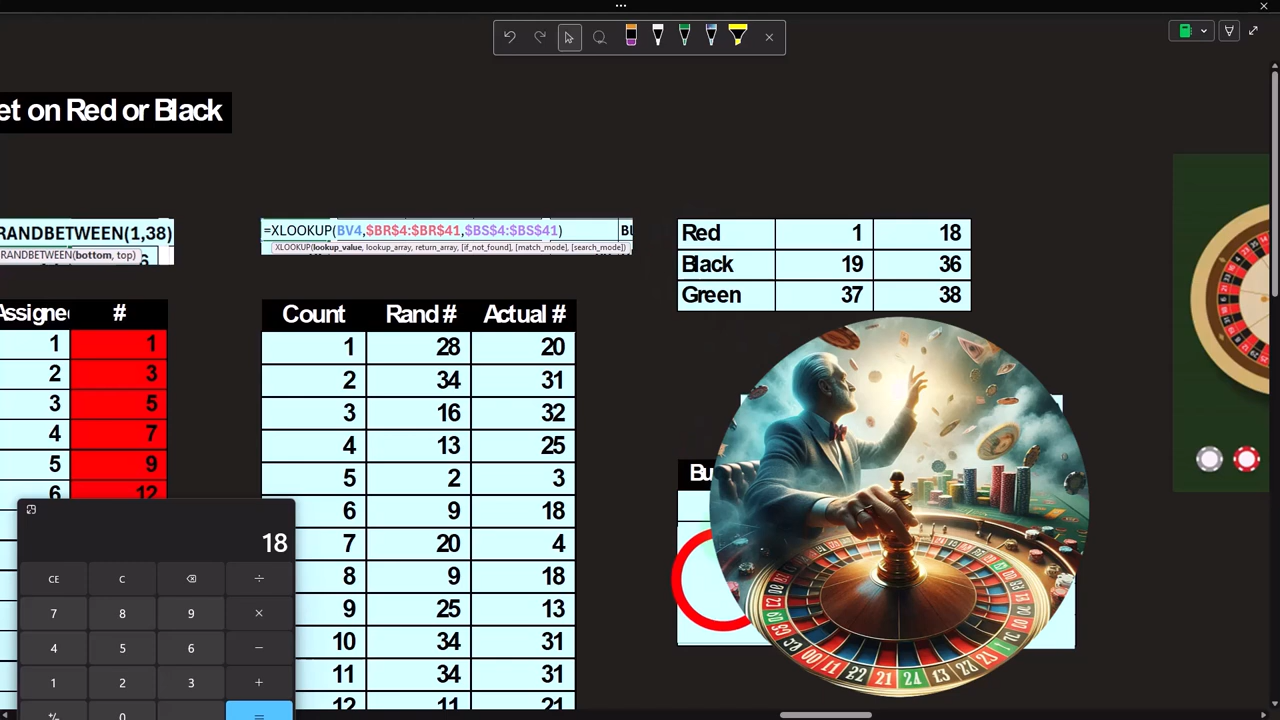 et on Red or Black
RANDBETWEEN(1,38)
RANDBETWEEN(bottom, top)
6
=XLOOKUP(BV4,$BR$4:$BR$41,$BS$4:$BS$41)
XLOOKUP(lookup_value, lookup_array, return_array, [if_not_found], [match_mode], [search_mode])
Red 1 18
Black 19 36
Green 37 38
Assigne #
1 1
2 3
3 5
4 7
5 9
6 12
Count Rand # Actual #
1 28 20
2 34 31
3 16 32
4 13 25
5 2 3
6 9 18
7 20 4
8 9 18
9 25 13
10 34 31
11 34 31
12 11 21
Bu
18
CE C ÷
7 8 9 ×
4 5 6 −
1 2 3 +
+/− 0 . =